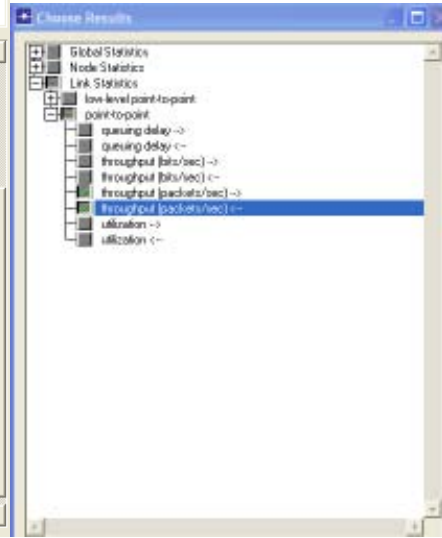 Choose Results
Global Statistics
Node Statistics
Link Statistics
low-level point-to-point
point-to-point
queuing delay -->
queuing delay <--
throughput (bits/sec) -->
throughput (bits/sec) <--
throughput (packets/sec) -->
throughput (packets/sec) <--
utilization -->
utilization <--